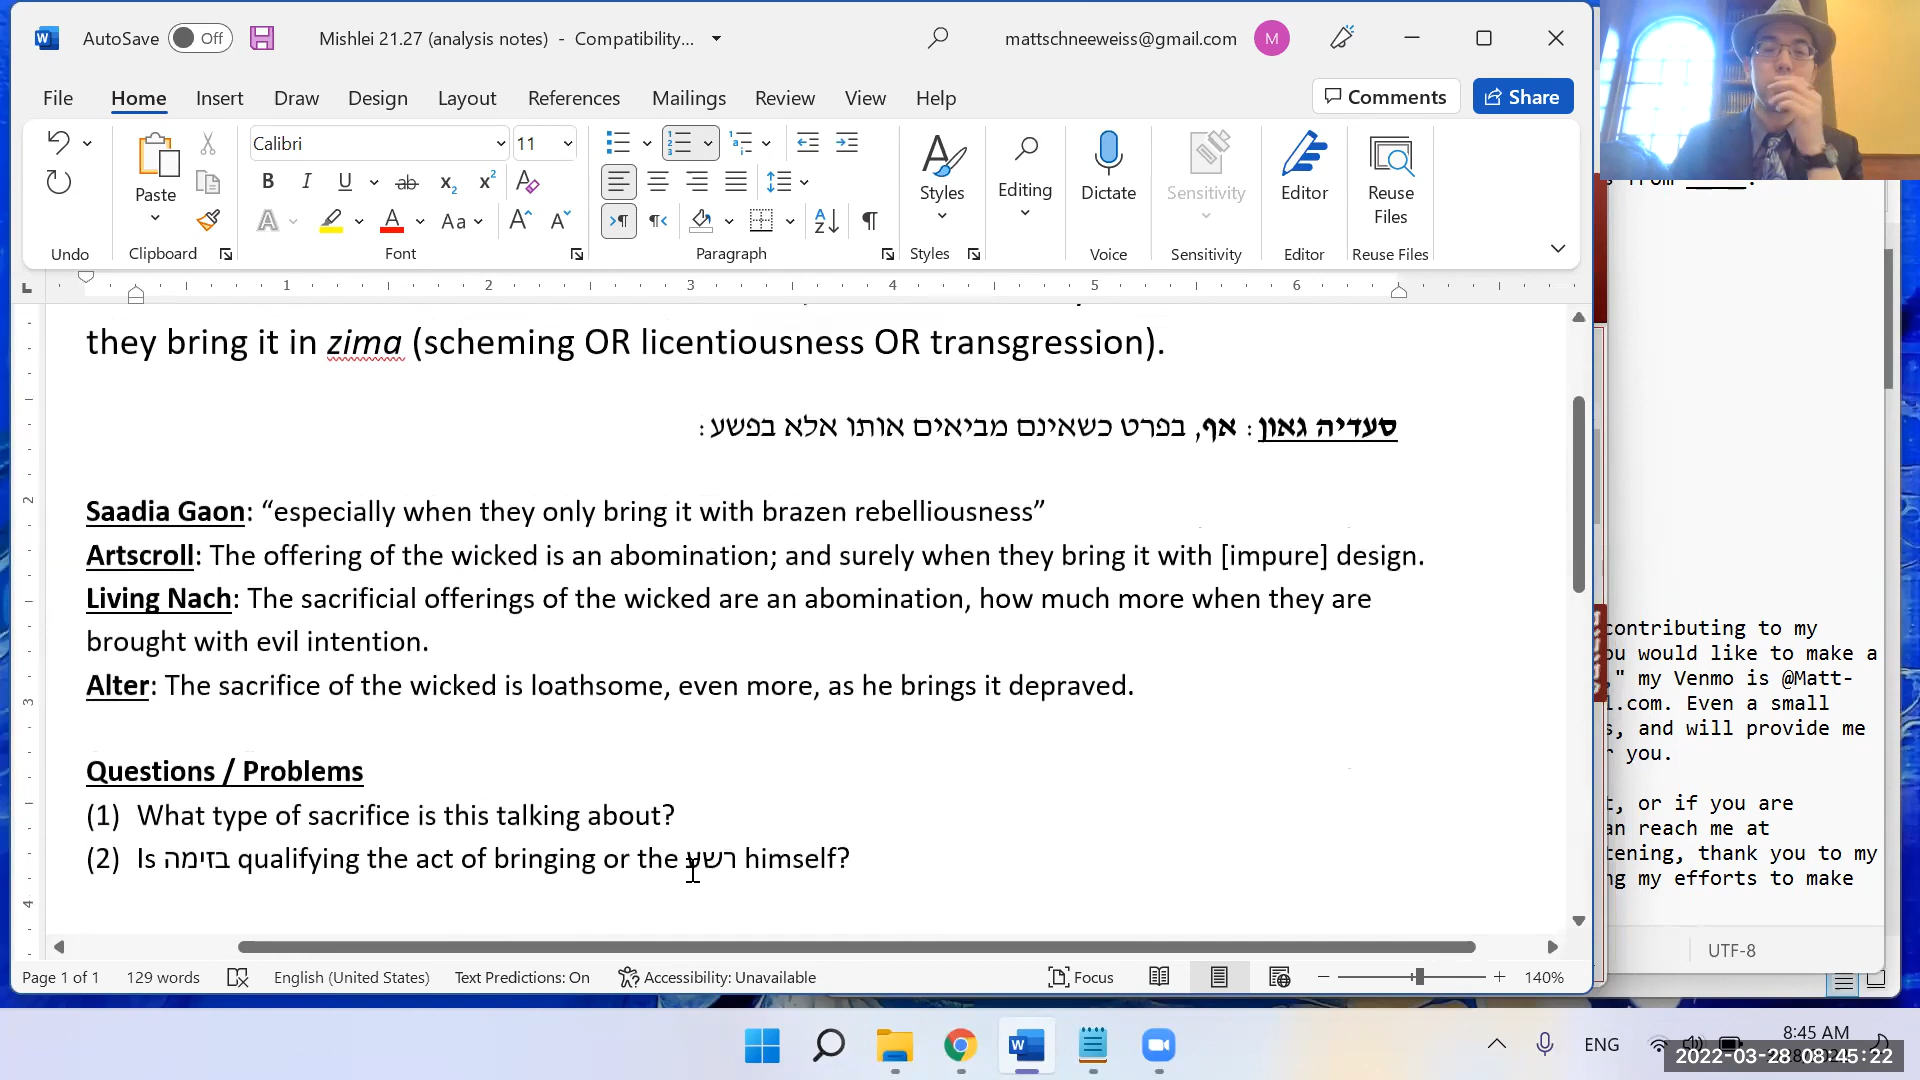 AutoSave Off Mishlei 21.27 (analysis notes) - Compatibility... mattschneeweiss@gmail.com M
File Home Insert Draw Design Layout References Mailings Review View Help Comments Share
Calibri 11
Paste Styles Editing Dictate Sensitivity Editor Reuse Files
Undo Clipboard Font Paragraph Styles Voice Sensitivity Editor Reuse Files
1 2 3 4 5 6
they bring it in zima (scheming OR licentiousness OR transgression).
סעדיה גאון: אף, בפרט כשאינם מביאים אותו אלא בפשע:
Saadia Gaon: “especially when they only bring it with brazen rebelliousness”
Artscroll: The offering of the wicked is an abomination; and surely when they bring it with [impure] design.
Living Nach: The sacrificial offerings of the wicked are an abomination, how much more when they are
brought with evil intention.
Alter: The sacrifice of the wicked is loathsome, even more, as he brings it depraved.
Questions / Problems
(1) What type of sacrifice is this talking about?
(2) Is בזימה qualifying the act of bringing or the רשע himself?
Page 1 of 1 129 words English (United States) Text Predictions: On Accessibility: Unavailable Focus 140%
contributing to my
ou would like to make a
" my Venmo is @Matt-
l.com. Even a small
s, and will provide me
r you.
t, or if you are
an reach me at
tening, thank you to my
ng my efforts to make
UTF-8
ENG 8:45 AM
2022-03-28 08:45:22